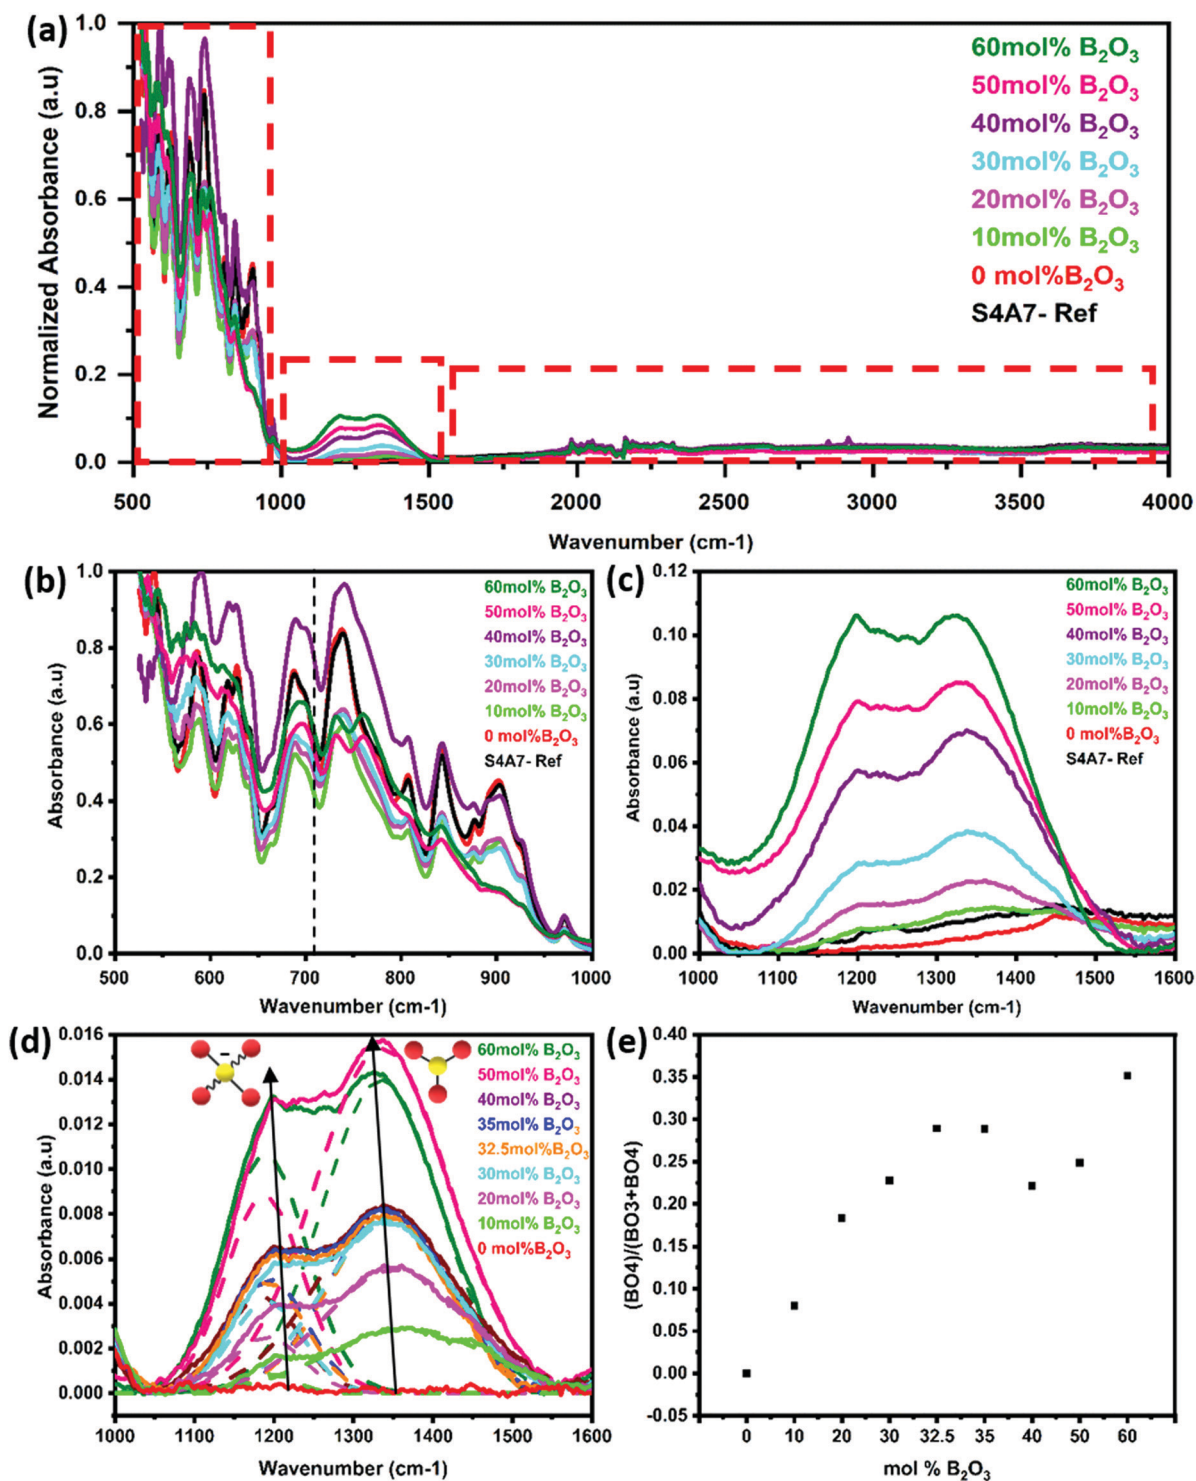 (a)
1.0
0.8
0.6
0.4
0.2
0.0
Normalized Absorbance (a.u)
60mol% B₂O₃
50mol% B₂O₃
40mol% B₂O₃
30mol% B₂O₃
20mol% B₂O₃
10mol% B₂O₃
0 mol%B₂O₃
S4A7- Ref
500 1000 1500 2000 2500 3000 3500 4000
Wavenumber (cm-1)
(b)
1.0
0.8
0.6
0.4
0.2
0.0
Absorbance (a.u)
60mol% B₂O₃
50mol% B₂O₃
40mol% B₂O₃
30mol% B₂O₃
20mol% B₂O₃
10mol% B₂O₃
0 mol%B₂O₃
S4A7- Ref
500 600 700 800 900 1000
Wavenumber (cm-1)
(c)
0.12
0.10
0.08
0.06
0.04
0.02
0.00
Absorbance (a.u)
60mol% B₂O₃
50mol% B₂O₃
40mol% B₂O₃
30mol% B₂O₃
20mol% B₂O₃
10mol% B₂O₃
0 mol%B₂O₃
S4A7- Ref
1000 1100 1200 1300 1400 1500 1600
Wavenumber (cm-1)
(d)
0.016
0.014
0.012
0.010
0.008
0.006
0.004
0.002
0.000
Absorbance (a.u)
-
60mol% B₂O₃
50mol% B₂O₃
40mol% B₂O₃
35mol% B₂O₃
32.5mol%B₂O₃
30mol% B₂O₃
20mol% B₂O₃
10mol% B₂O₃
0 mol%B₂O₃
1000 1100 1200 1300 1400 1500 1600
Wavenumber (cm-1)
(e)
0.40
0.35
0.30
0.25
0.20
0.15
0.10
0.05
0.00
-0.05
(BO4)/(BO3+BO4)
0 10 20 30 32.5 35 40 50 60
mol % B₂O₃